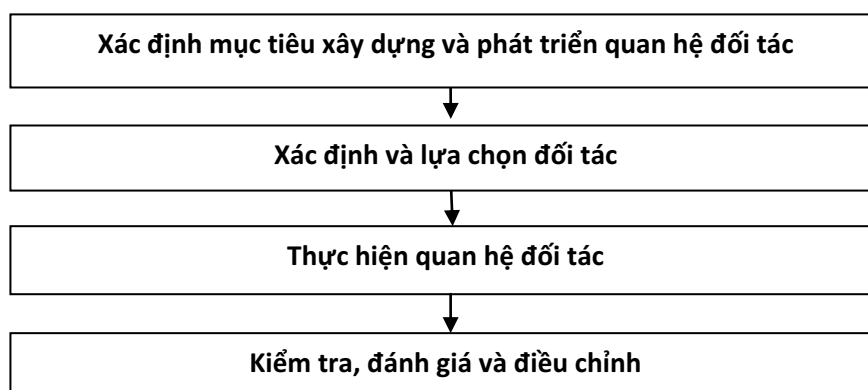 Xác định mục tiêu xây dựng và phát triển quan hệ đối tác
Xác định và lựa chọn đối tác
Thực hiện quan hệ đối tác
Kiểm tra, đánh giá và điều chỉnh